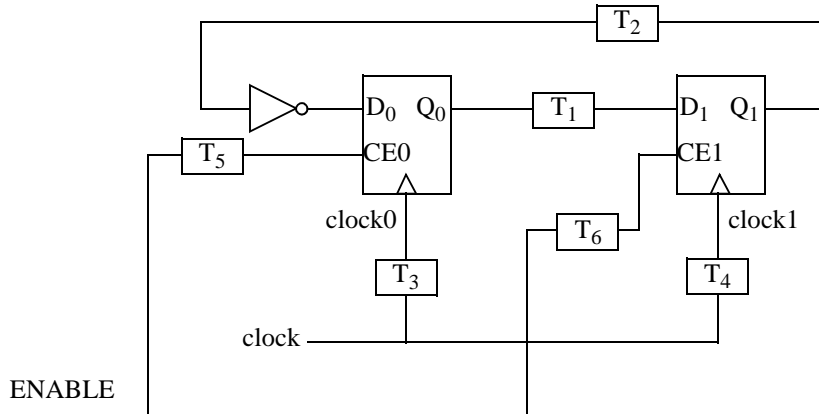 T2
D0 Q0
T1
D1 Q1
T5
CE0
CE1
clock0
T6
clock1
T3
T4
clock
ENABLE